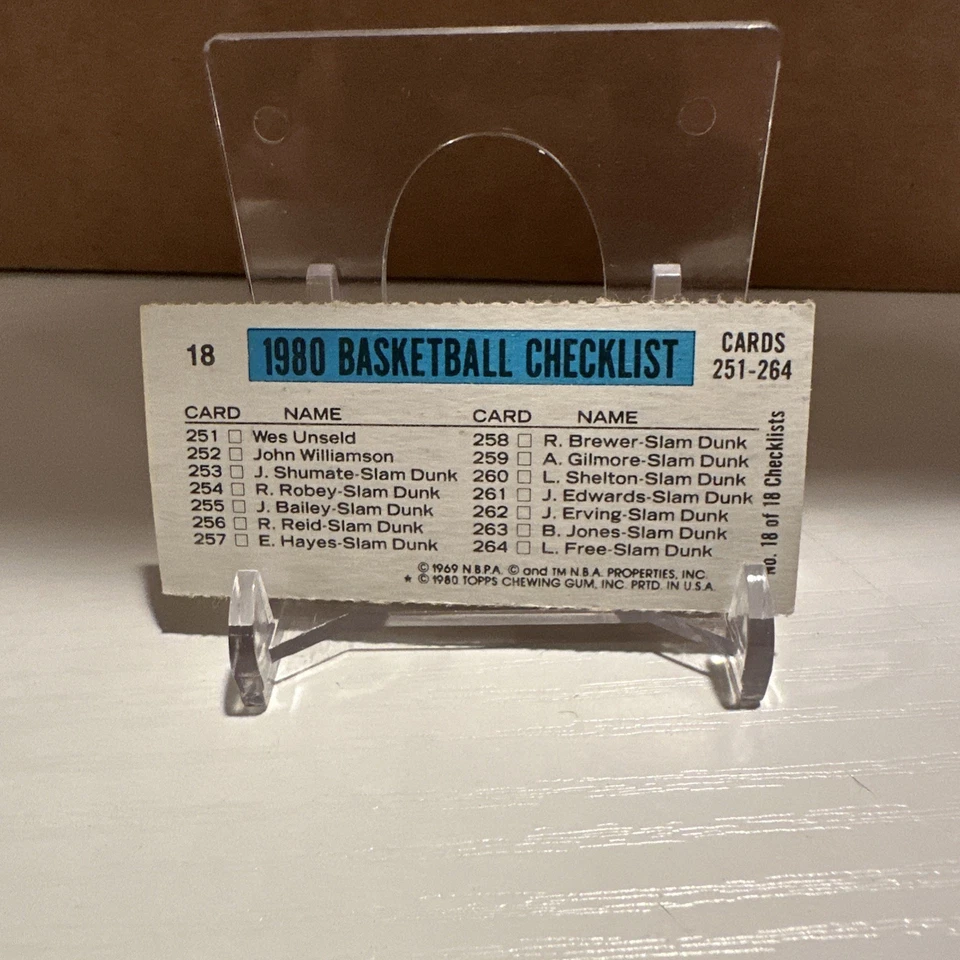 18
1980 BASKETBALL CHECKLIST
CARDS
251-264
CARD NAME
251 Wes Unseld
252 John Williamson
253 J. Shumate-Slam Dunk
254 R. Robey-Slam Dunk
255 J. Bailey-Slam Dunk
256 R. Reid-Slam Dunk
257 E. Hayes-Slam Dunk
CARD NAME
258 R. Brewer-Slam Dunk
259 A. Gilmore-Slam Dunk
260 L. Shelton-Slam Dunk
261 J. Edwards-Slam Dunk
262 J. Erving-Slam Dunk
263 B. Jones-Slam Dunk
264 L. Free-Slam Dunk
No. 18 of 18 Checklists
© 1969 N.B.P.A. © and TM N.B.A. PROPERTIES, INC.
* © 1980 TOPPS CHEWING GUM, INC. PRTD. IN U.S.A.